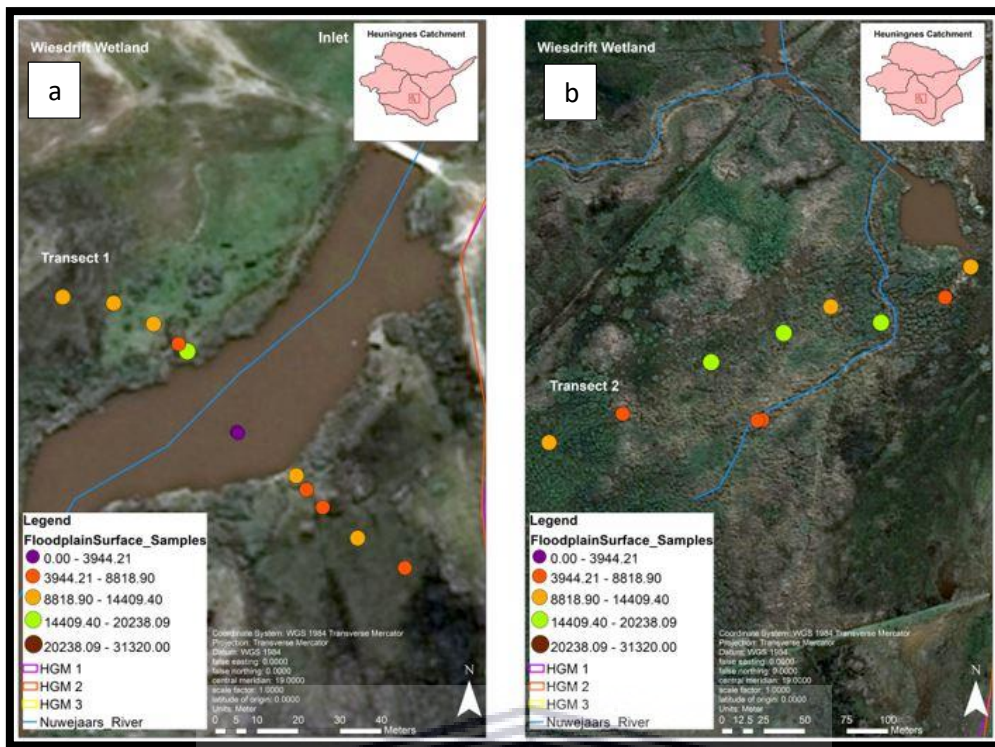 Wiesdrift Wetland
Inlet
Heuningnes Catchment
a
Transect 1
Legend
FloodplainSurface_Samples
0.00 - 3944.21
3944.21 - 8818.90
8818.90 - 14409.40
14409.40 - 20238.09
20238.09 - 31320.00
HGM 1
HGM 2
HGM 3
Nuwejaars_River
Coordinate System: WGS 1984 Transverse Mercator
Projection: Transverse Mercator
Datum: WGS 1984
false easting: 0.0000
false northing: 0.0000
central meridian: 19.0000
scale factor: 1.0000
latitude of origin: 0.0000
Units: Meter
N
0 5 10 20 30 40
Meters
Wiesdrift Wetland
Heuningnes Catchment
b
Transect 2
Legend
FloodplainSurface_Samples
0.00 - 3944.21
3944.21 - 8818.90
8818.90 - 14409.40
14409.40 - 20238.09
20238.09 - 31320.00
HGM 1
HGM 2
HGM 3
Nuwejaars_River
Coordinate System: WGS 1984 Transverse Mercator
Projection: Transverse Mercator
Datum: WGS 1984
false easting: 0.0000
false northing: 0.0000
central meridian: 19.0000
scale factor: 1.0000
latitude of origin: 0.0000
Units: Meter
N
0 12.5 25 50 75 100
Meters